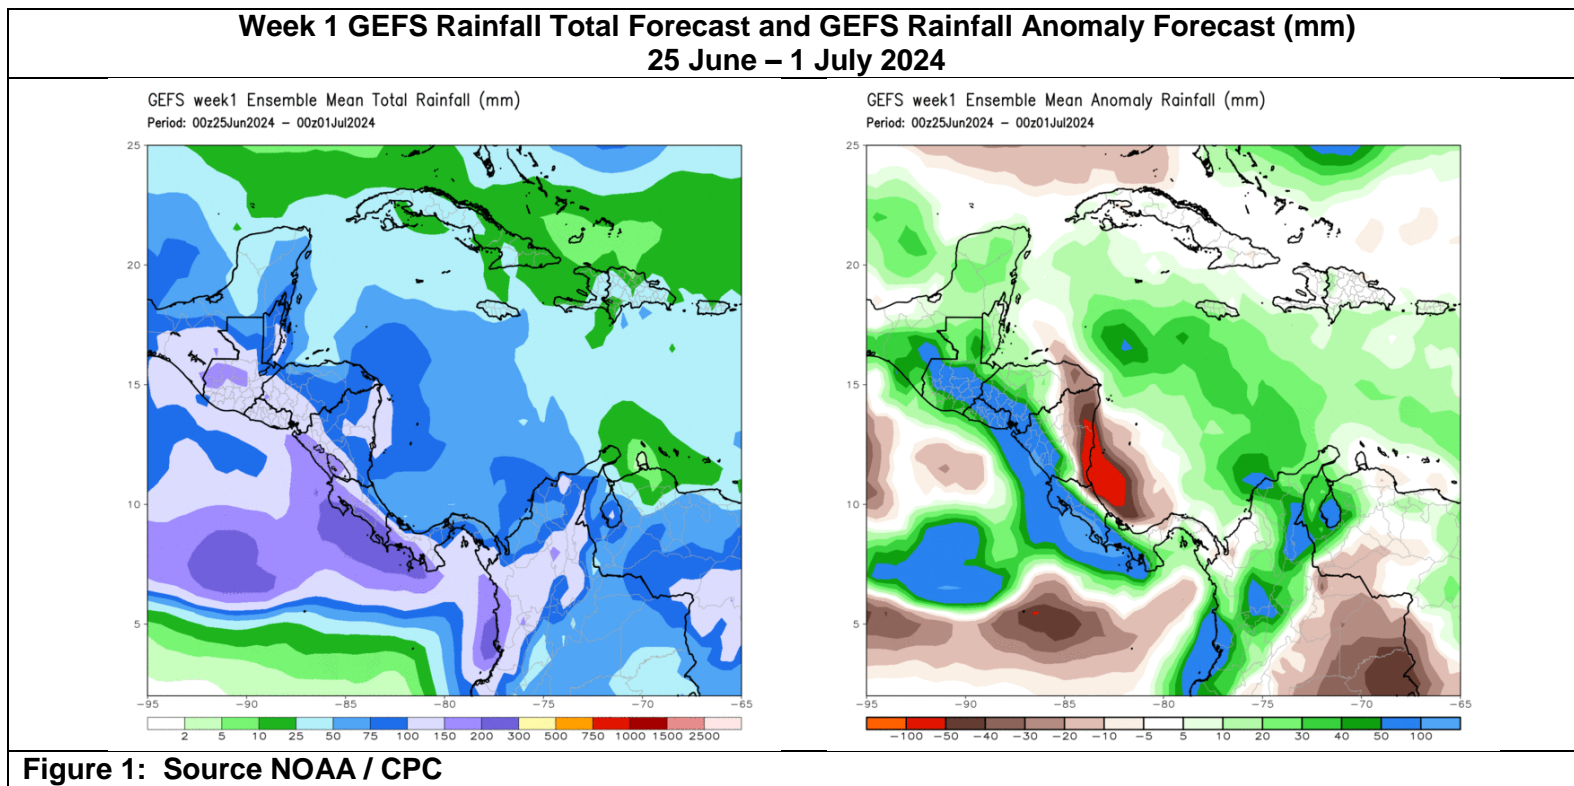 Week 1 GEFS Rainfall Total Forecast and GEFS Rainfall Anomaly Forecast (mm)
25 June – 1 July 2024
GEFS week1 Ensemble Mean Total Rainfall (mm)
Period: 00z25Jun2024 – 00z01Jul2024
25
20
15
10
5
−95 −90 −85 −80 −75 −70 −65
2 5 10 25 50 75 100 150 200 300 500 750 1000 1500 2500
GEFS week1 Ensemble Mean Anomaly Rainfall (mm)
Period: 00z25Jun2024 – 00z01Jul2024
25
20
15
10
5
−95 −90 −85 −80 −75 −70 −65
−100 −50 −40 −30 −20 −10 −5 5 10 20 30 40 50 100
Figure 1: Source NOAA / CPC